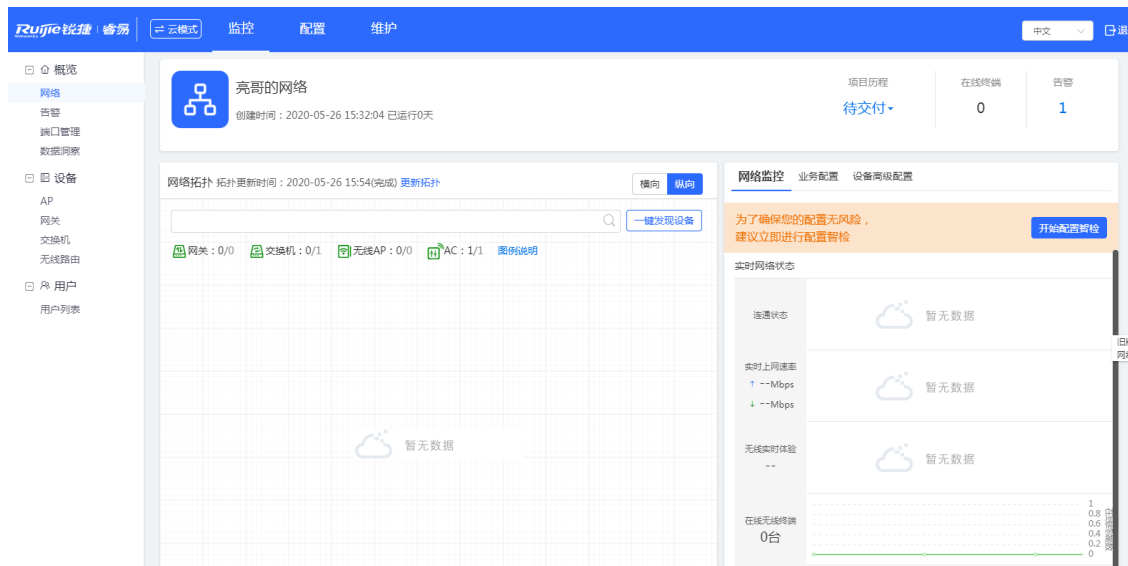 Ruijie锐捷 | 睿易
Networks
云模式
监控
配置
维护
中文
退
概览
网络
告警
端口管理
数据洞察
设备
AP
网关
交换机
无线路由
用户
用户列表
亮哥的网络
创建时间：2020-05-26 15:32:04 已运行0天
项目历程
待交付
在线终端
0
告警
1
网络拓扑 拓扑更新时间：2020-05-26 15:54(完成) 更新拓扑
横向 纵向
一键发现设备
网关：0/0 交换机：0/1 无线AP：0/0 AC：1/1 图例说明
暂无数据
网络监控 业务配置 设备高级配置
为了确保您的配置无风险，
建议立即进行配置智检
开始配置智检
实时网络状态
连通状态
暂无数据
实时上网速率
↑ --Mbps
↓ --Mbps
暂无数据
无线实时体验
--
暂无数据
在线无线终端
0台
1
0.8
0.6
0.4
0.2
0